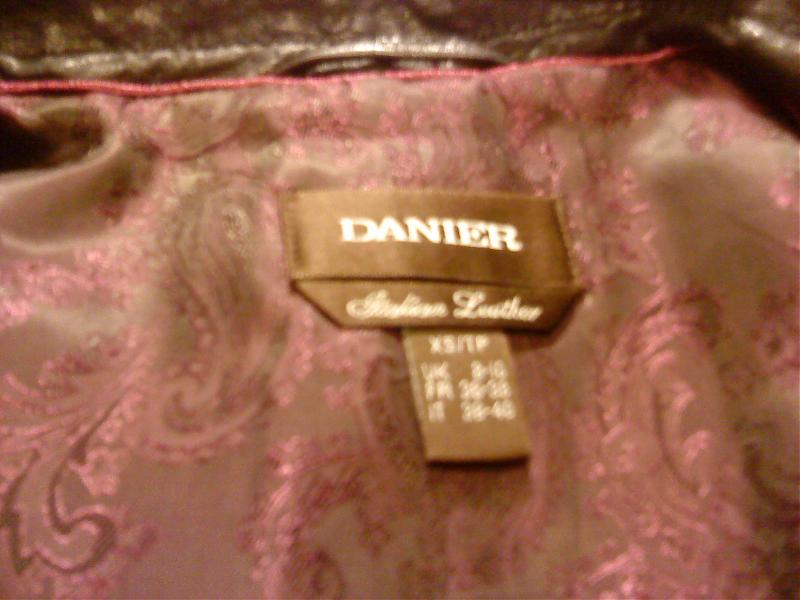 DANIER
Italian Leather
XS/TP
UK
FR
IT